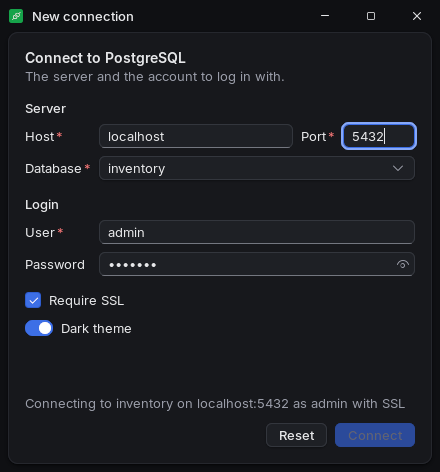 New connection
Connect to PostgreSQL
The server and the account to log in with.
Server
Host* localhost Port* 5432
Database* inventory
Login
User* admin
Password •••••••
Require SSL
Dark theme
Connecting to inventory on localhost:5432 as admin with SSL
Reset Connect